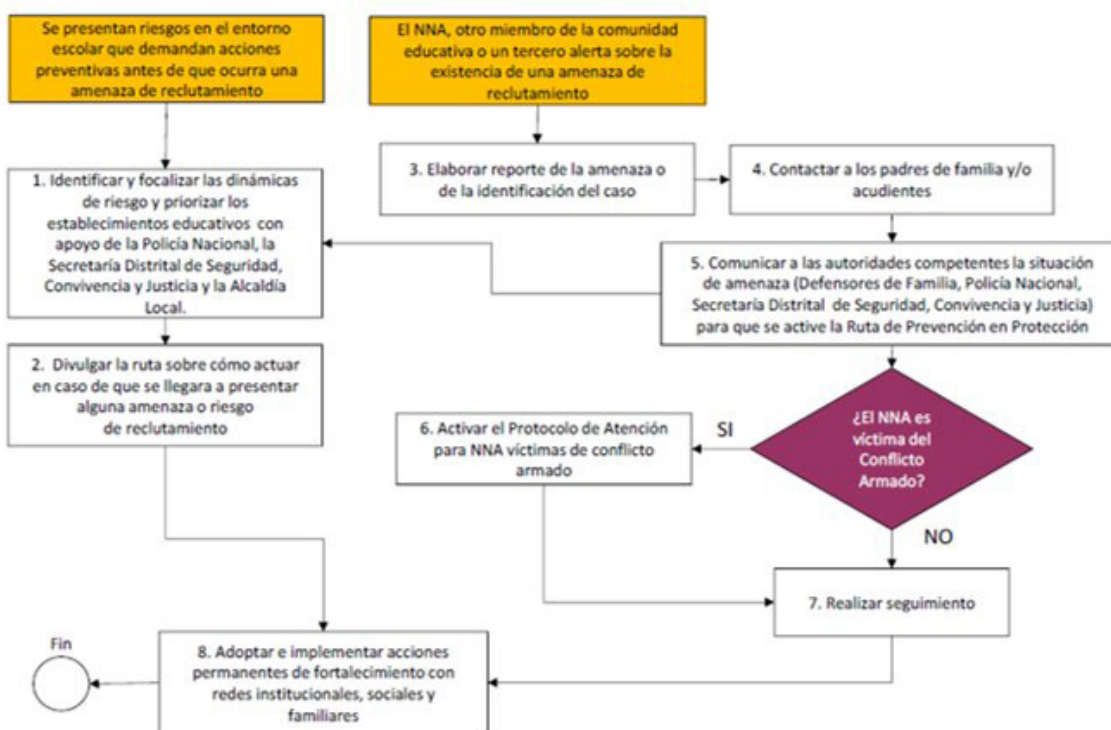 Se presentan riesgos en el entorno
escolar que demandan acciones
preventivas antes de que ocurra una
amenaza de reclutamiento
El NNA, otro miembro de la comunidad
educativa o un tercero alerta sobre la
existencia de una amenaza de
reclutamiento
1. Identificar y focalizar las dinámicas
de riesgo y priorizar los
establecimientos educativos con
apoyo de la Policía Nacional, la
Secretaría Distrital de Seguridad,
Convivencia y Justicia y la Alcaldía
Local.
3. Elaborar reporte de la amenaza o
de la identificación del caso
4. Contactar a los padres de familia y/o
acudientes
5. Comunicar a las autoridades competentes la situación
de amenaza (Defensores de Familia, Policía Nacional,
Secretaría Distrital de Seguridad, Convivencia y Justicia)
para que se active la Ruta de Prevención en Protección
2. Divulgar la ruta sobre cómo actuar
en caso de que se llegara a presentar
alguna amenaza o riesgo
de reclutamiento
¿El NNA es
víctima del
Conflicto
Armado?
SI
6. Activar el Protocolo de Atención
para NNA víctimas de conflicto
armado
NO
7. Realizar seguimiento
8. Adoptar e implementar acciones
permanentes de fortalecimiento con
redes institucionales, sociales y
familiares
Fin